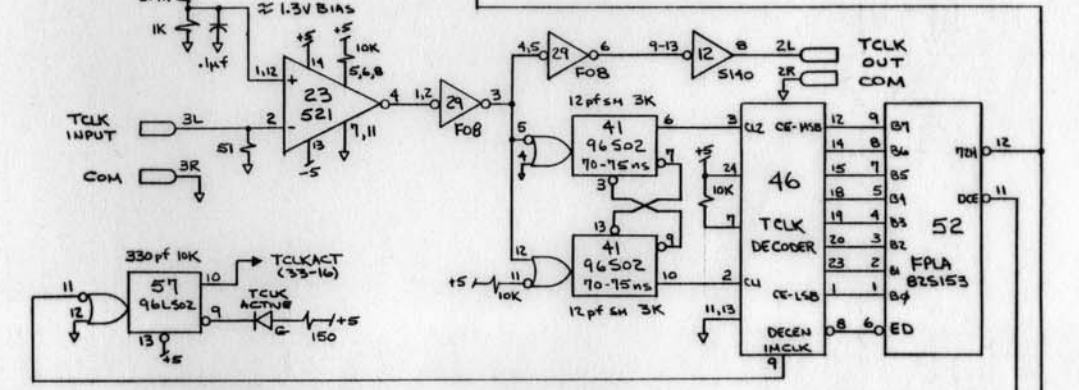 ≈ 1.3V BIAS
1K
.1µf
+5
14
+5
10K
5,6,8
1,12
+
23
521
4
7,11
2
-
13
-5
TCLK
INPUT
3L
51
COM
3R
1,2
29
3
F08
4,5
29
6
F08
9-13
12
8
S140
2L
2R
TCLK
OUT
COM
12pf SM 3K
5
4
41
96S02
70-75ns
6
7
3
13
12
11
+5
10K
41
96S02
70-75ns
9
10
12pf SM 3K
+5
24
10K
7
3
CL2
CE-MSB
46
TCLK
DECODER
2
CL1
CE-LSB
11,13
DECEN
1MCLK
9
12
9
B7
14
8
B6
15
7
B5
18
5
B4
19
4
B3
20
3
B2
23
2
B1
1
1
BØ
8
6
ED
52
FPLA
82S153
12
DCE
11
330pf 10K
11
12
57
96LS02
10
TCLKACT
(33-16)
9
TCLK
ACTIVE
G
150
+5
13
+5